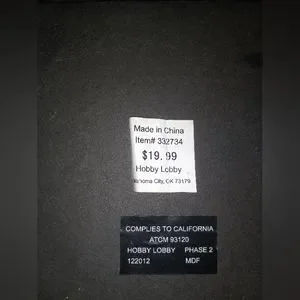 Made in China
Item# 332734
$19.99
Hobby Lobby
lahoma City, OK 73179
COMPLIES TO CALIFORNIA
ATCM 93120
HOBBY LOBBY PHASE 2
122012 MDF